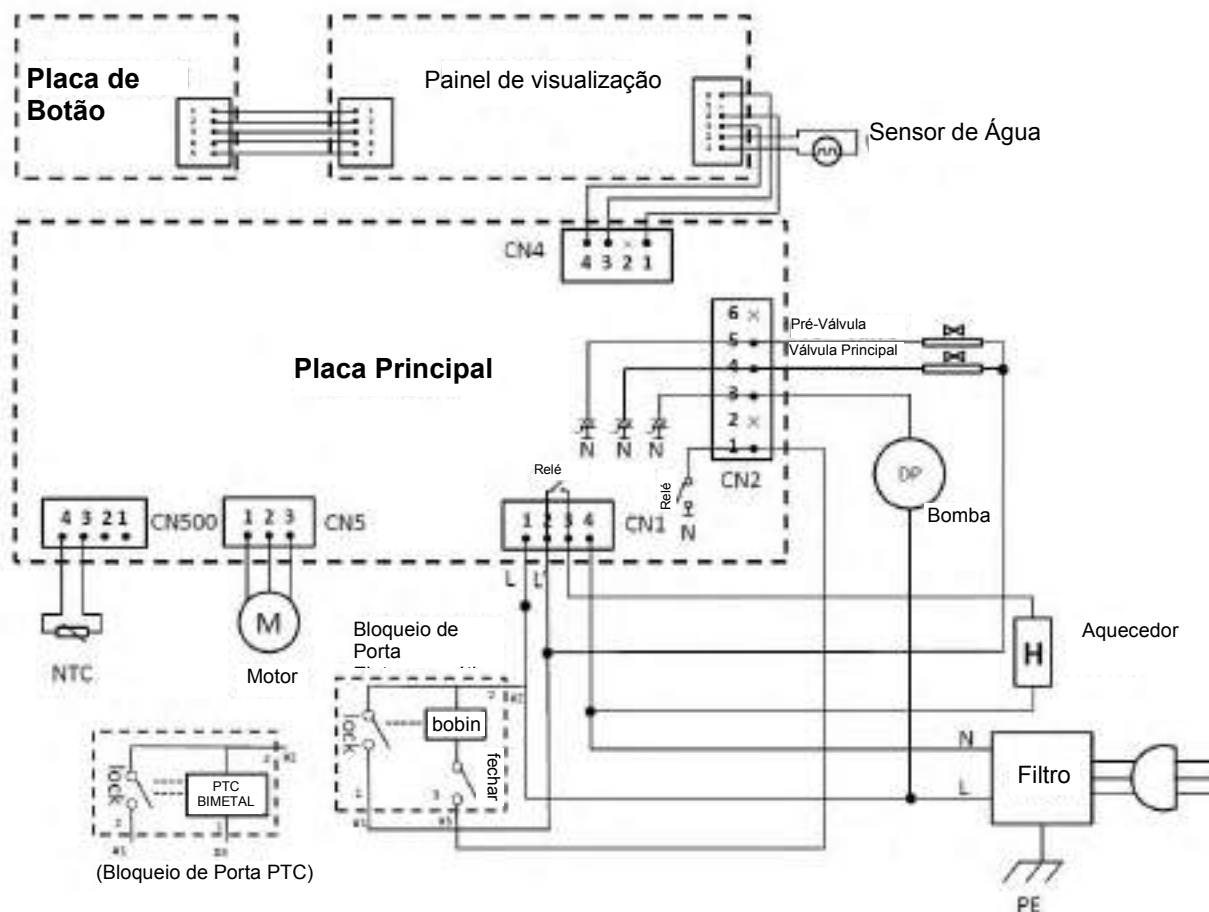 Placa de
Botão
Painel de visualização
Sensor de Água
CN4
4 3 2 1
Placa Principal
6
5
4
3
2
1
CN2
Pré-Válvula
Válvula Principal
N N N
Relé
Relé
N
DP
Bomba
4 3 2 1
CN500
1 2 3
CN5
1 2 3 4
CN1
L L'
NTC
M
Motor
Bloqueio de
Porta
lock
bobin
fechar
2
3
H
Aquecedor
N
L
Filtro
PE
lock
PTC
BIMETAL
(Bloqueio de Porta PTC)